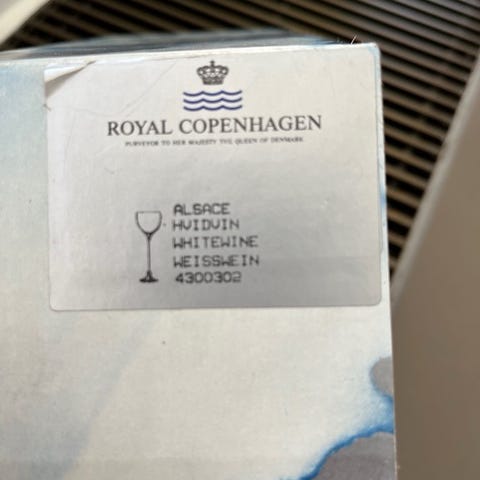 ROYAL COPENHAGEN
PURVEYOR TO HER MAJESTY THE QUEEN OF DENMARK
ALSACE
HVIDVIN
WHITEWINE
WEISSWEIN
4300302